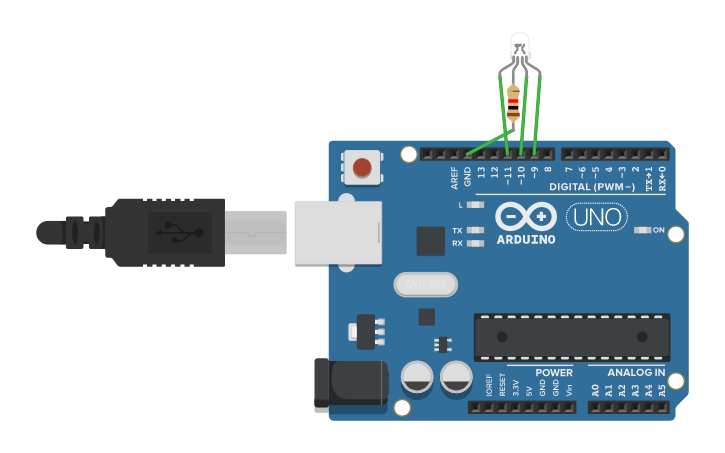 AREF
GND
13
12
~11
~10
~9
8
7
~6
~5
4
~3
2
TX→1
RX←0
DIGITAL (PWM~)
L
TX
RX
UNO
ARDUINO
ON
POWER
ANALOG IN
IOREF
RESET
3.3V
5V
GND
GND
Vin
A0
A1
A2
A3
A4
A5